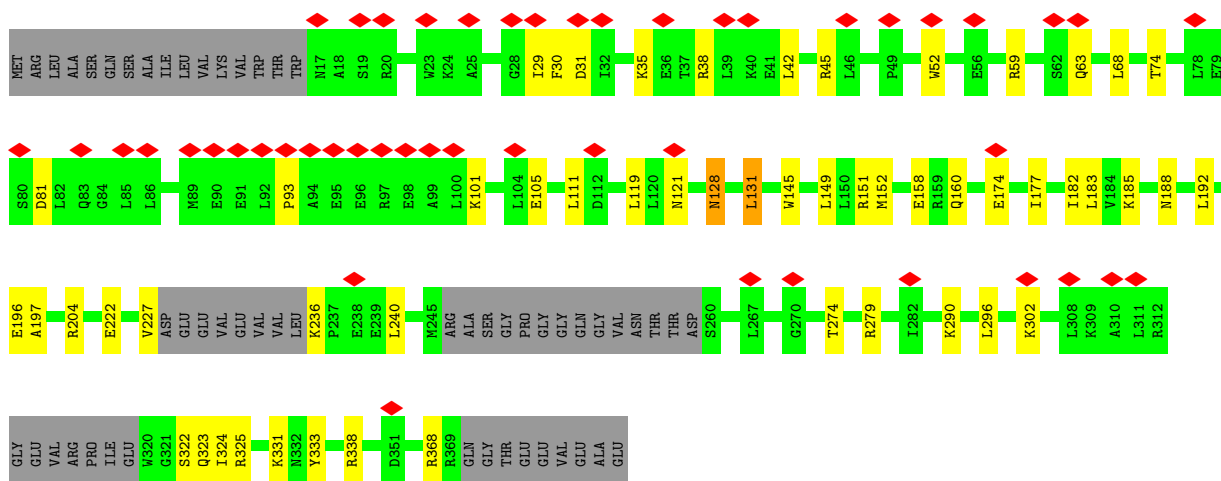 MET ARG LEU ALA SER GLN SER ALA ILE LEU VAL LYS VAL TRP THR TRP N17 A18 S19 R20 W23 K24 A25 G28 I29 F30 D31 I32 K35 E36 T37 R38 L39 K40 E41 L42 R45 L46 P49 W52 E56 R59 S62 Q63 L68 T74 L78 E79
S80 D81 L82 Q83 G84 L85 L86 M89 E90 E91 L92 P93 A94 E95 E96 R97 E98 A99 L100 K101 L104 E105 L111 D112 L119 L120 N121 N128 L131 W145 L149 L150 R151 M152 E158 R159 Q160 E174 I177 I182 L183 V184 K185 N188 L192
E196 A197 R204 E222 V227 ASP GLU GLU VAL GLU VAL VAL LEU K236 P237 E238 E239 L240 M245 ARG ALA SER GLY PRO GLY GLY GLN GLY VAL ASN THR THR ASP S260 L267 G270 T274 R279 I282 K290 L296 K302 L308 K309 A310 L311 R312
GLY GLU VAL ARG PRO ILE GLU W320 G321 S322 Q323 I324 R325 K331 N332 Y333 R338 D351 R368 R369 GLN GLY THR GLU GLU VAL GLU ALA GLU